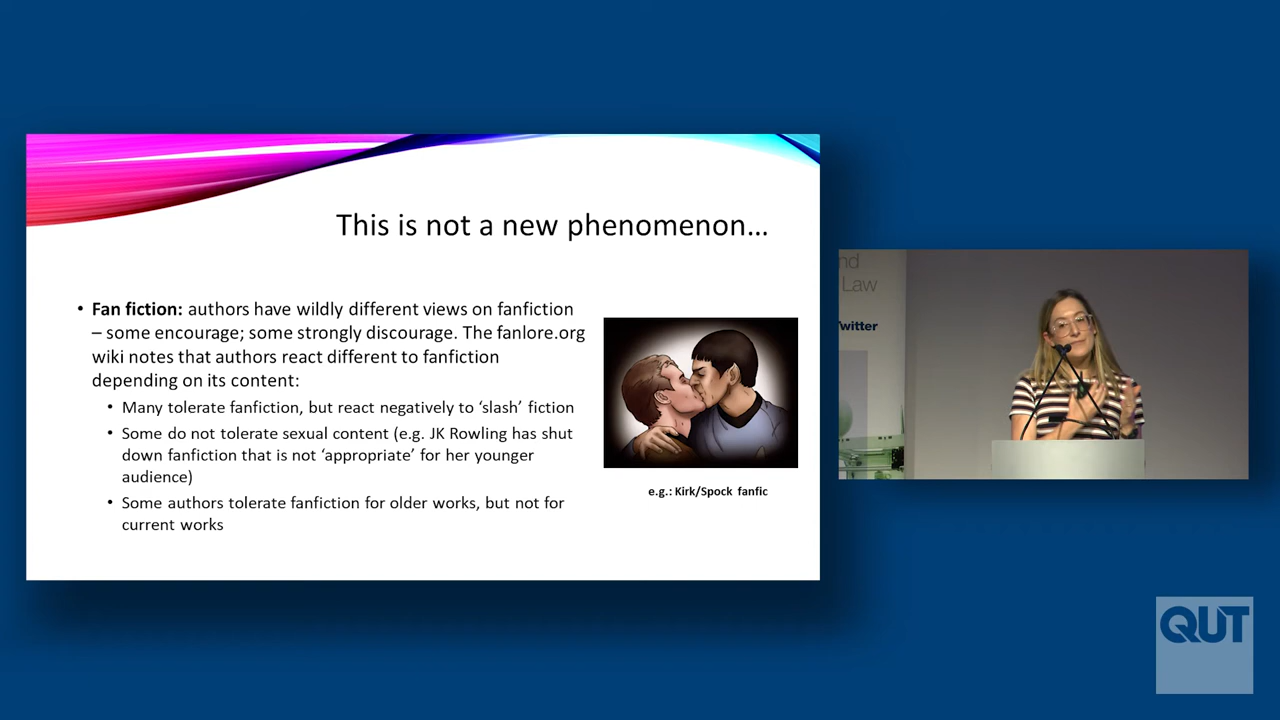 This is not a new phenomenon…
• Fan fiction: authors have wildly different views on fanfiction
– some encourage; some strongly discourage. The fanlore.org
wiki notes that authors react different to fanfiction
depending on its content:
• Many tolerate fanfiction, but react negatively to ‘slash’ fiction
• Some do not tolerate sexual content (e.g. JK Rowling has shut
down fanfiction that is not ‘appropriate’ for her younger
audience)
• Some authors tolerate fanfiction for older works, but not for
current works
e.g.: Kirk/Spock fanfic
nd
Law
Twitter
QUT